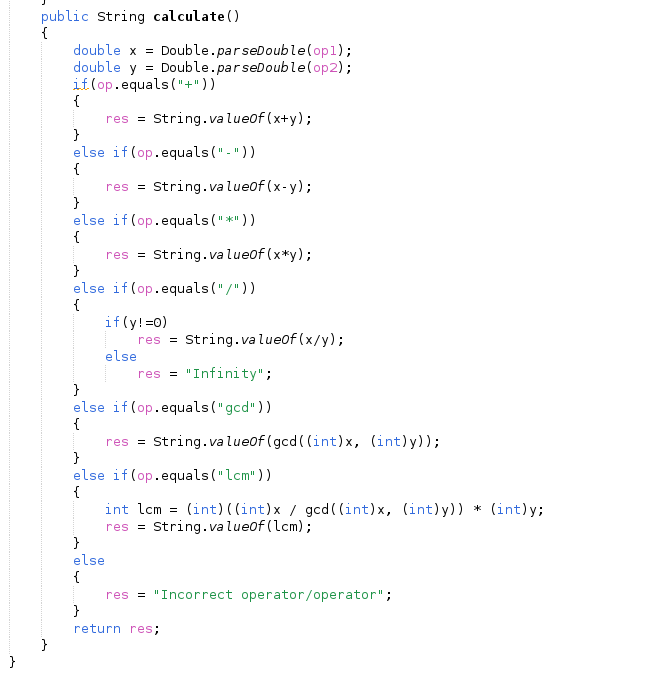 }
public String calculate()
{
double x = Double.parseDouble(op1);
double y = Double.parseDouble(op2);
if(op.equals("+"))
{
res = String.valueOf(x+y);
}
else if(op.equals("-"))
{
res = String.valueOf(x-y);
}
else if(op.equals("*"))
{
res = String.valueOf(x*y);
}
else if(op.equals("/"))
{
if(y!=0)
res = String.valueOf(x/y);
else
res = "Infinity";
}
else if(op.equals("gcd"))
{
res = String.valueOf(gcd((int)x, (int)y));
}
else if(op.equals("lcm"))
{
int lcm = (int)((int)x / gcd((int)x, (int)y)) * (int)y;
res = String.valueOf(lcm);
}
else
{
res = "Incorrect operator/operator";
}
return res;
}
}